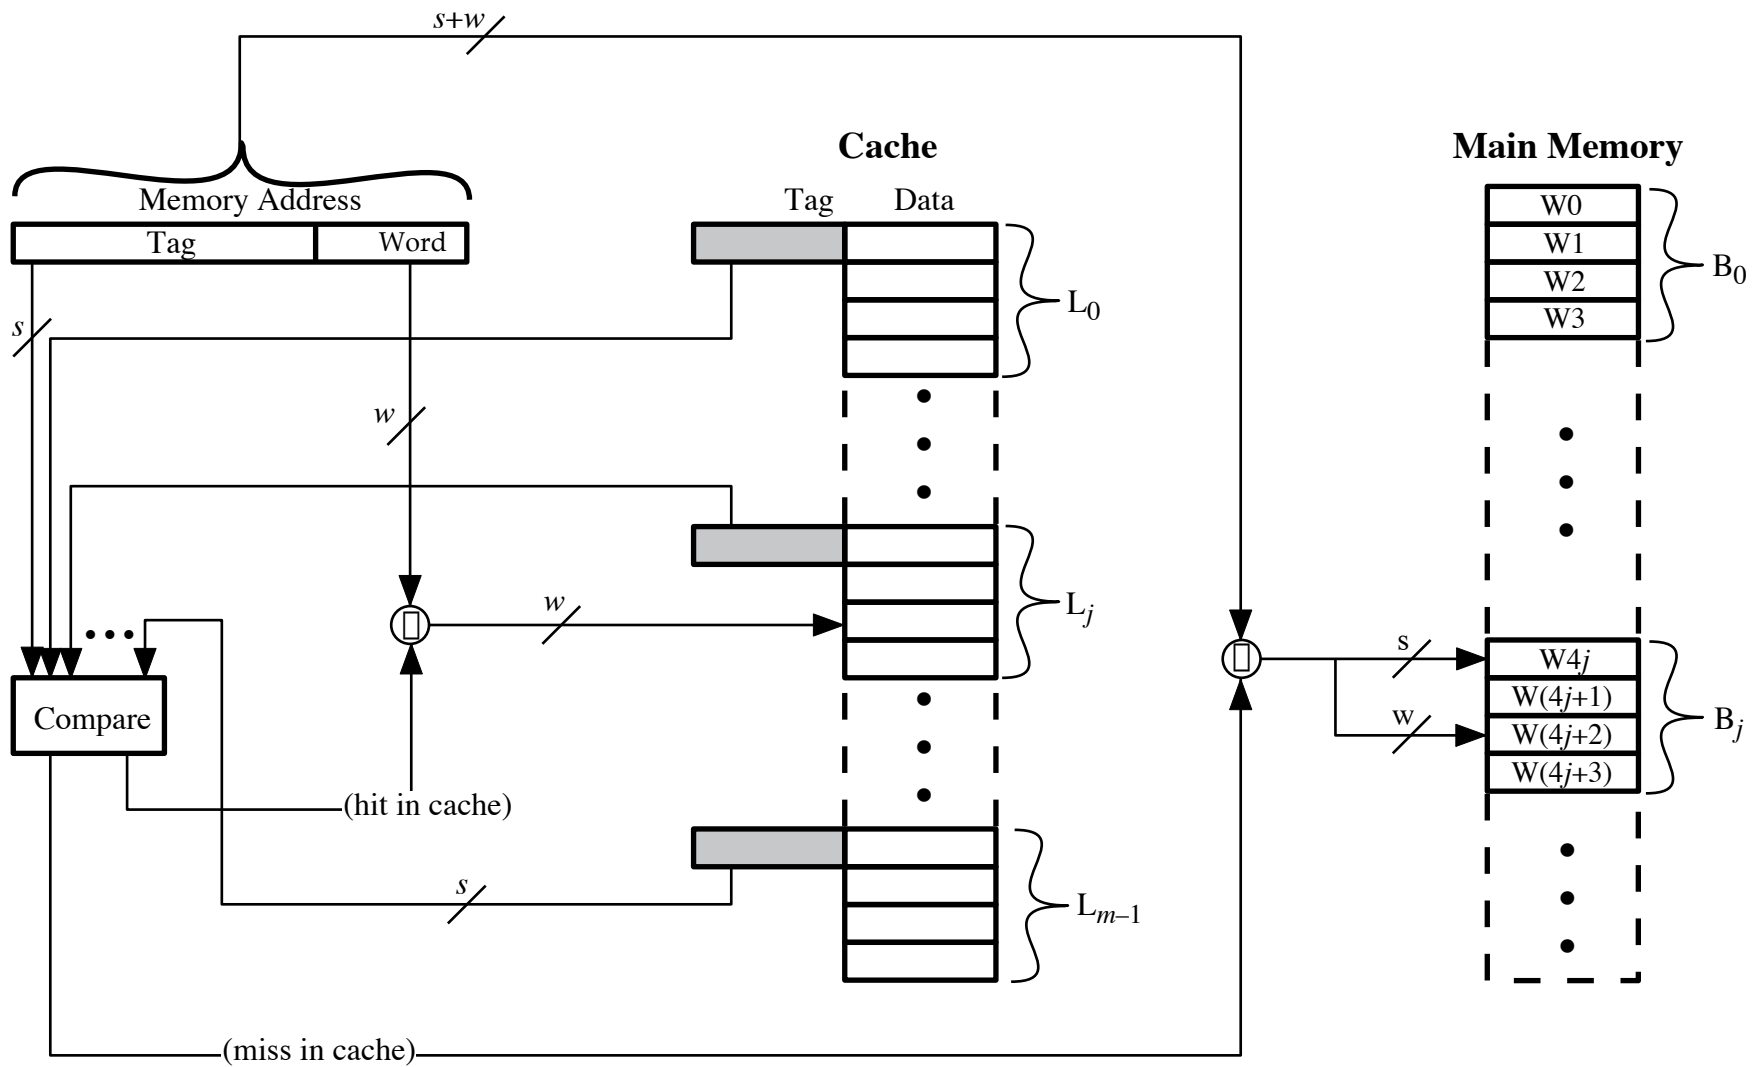 s+w
Cache
Main Memory
Memory Address
Tag Data
Tag Word
W0
W1
W2
W3
B0
L0
s
w
w
Lj
s
W4j
W(4j+1)
w
W(4j+2)
W(4j+3)
Bj
Compare
(hit in cache)
s
Lm–1
(miss in cache)